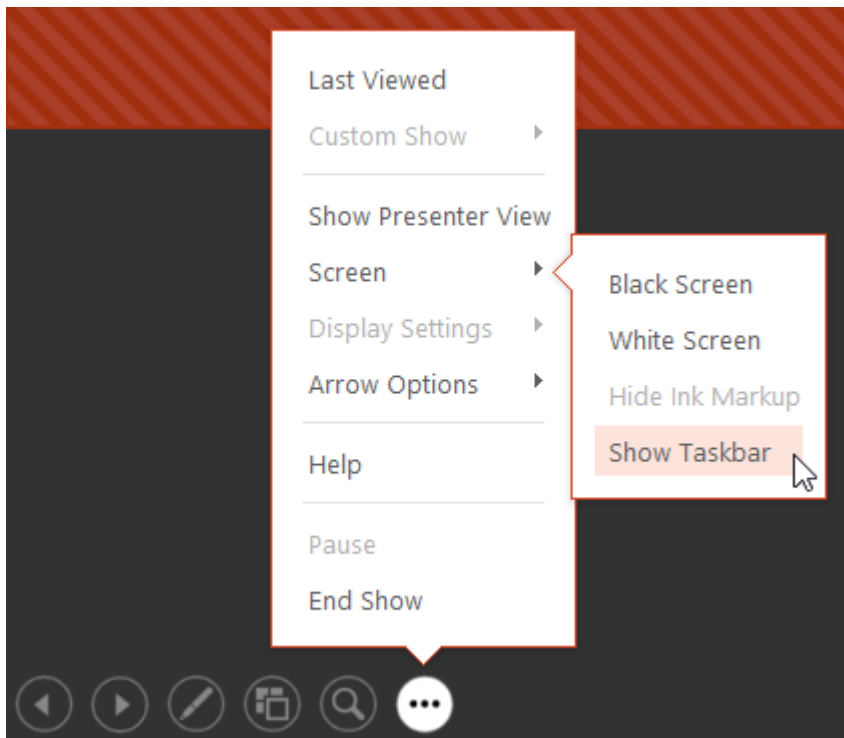 Last Viewed
Custom Show
Show Presenter View
Screen
Display Settings
Arrow Options
Help
Pause
End Show
Black Screen
White Screen
Hide Ink Markup
Show Taskbar